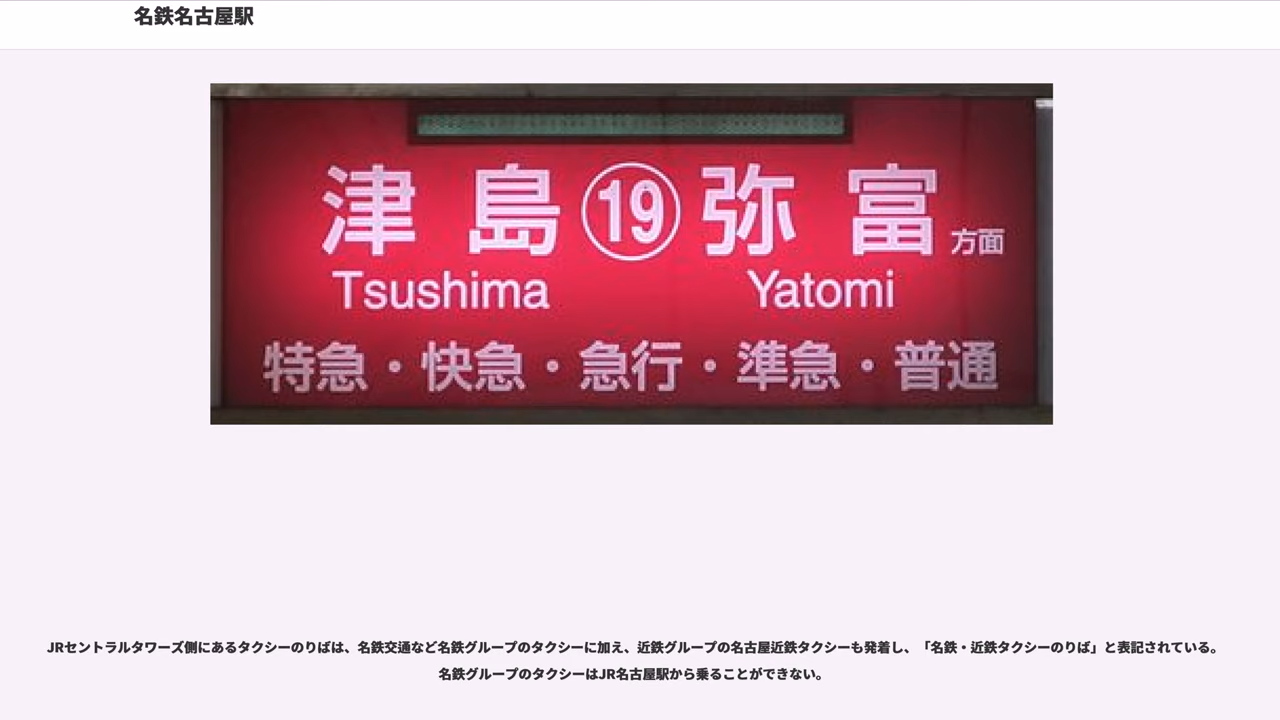 名鉄名古屋駅
津島⑲弥富方面
Tsushima Yatomi
特急・快急・急行・準急・普通
JRセントラルタワーズ側にあるタクシーのりばは、名鉄交通など名鉄グループのタクシーに加え、近鉄グループの名古屋近鉄タクシーも発着し、「名鉄・近鉄タクシーのりば」と表記されている。
名鉄グループのタクシーはJR名古屋駅から乗ることができない。